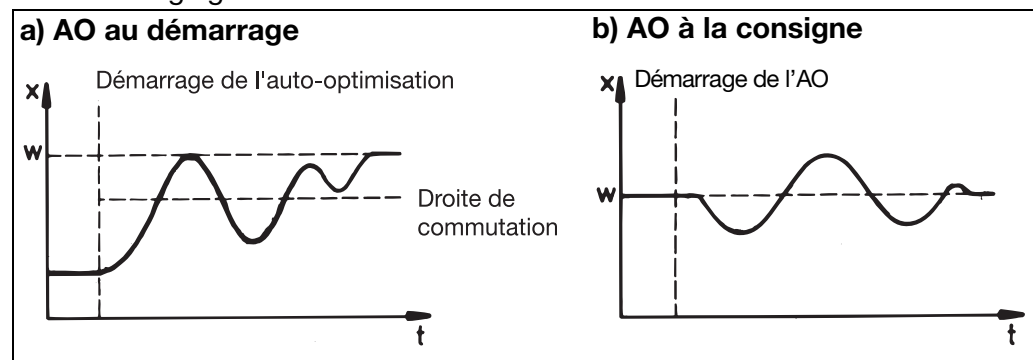 a) AO au démarrage
Démarrage de l'auto-optimisation
x
w
Droite de
commutation
t
b) AO à la consigne
Démarrage de l'AO
x
w
t